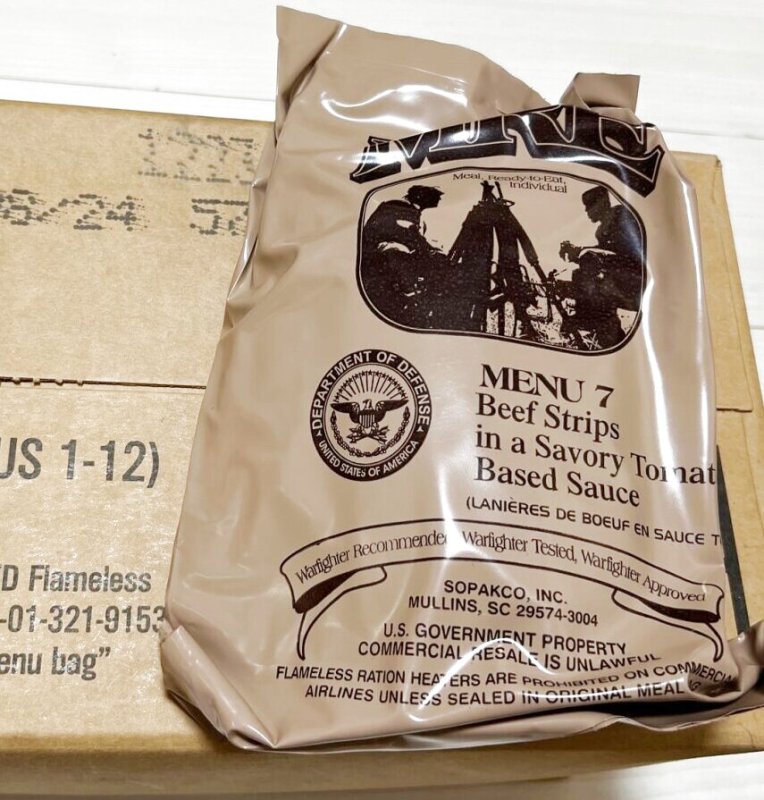 8/24
US 1-12)
D Flameless
-01-321-9153
enu bag”
MRE
Meal, Ready-to-Eat,
Individual
DEPARTMENT OF DEFENSE
UNITED STATES OF AMERICA
MENU 7
Beef Strips
in a Savory Tomat
Based Sauce
(LANIÈRES DE BOEUF EN SAUCE T
Warfighter Recommended, Warfighter Tested, Warfighter Approved
SOPAKCO, INC.
MULLINS, SC 29574-3004
U.S. GOVERNMENT PROPERTY
COMMERCIAL RESALE IS UNLAWFUL
FLAMELESS RATION HEATERS ARE PROHIBITED ON COMMERCIA
AIRLINES UNLESS SEALED IN ORIGINAL MEAL